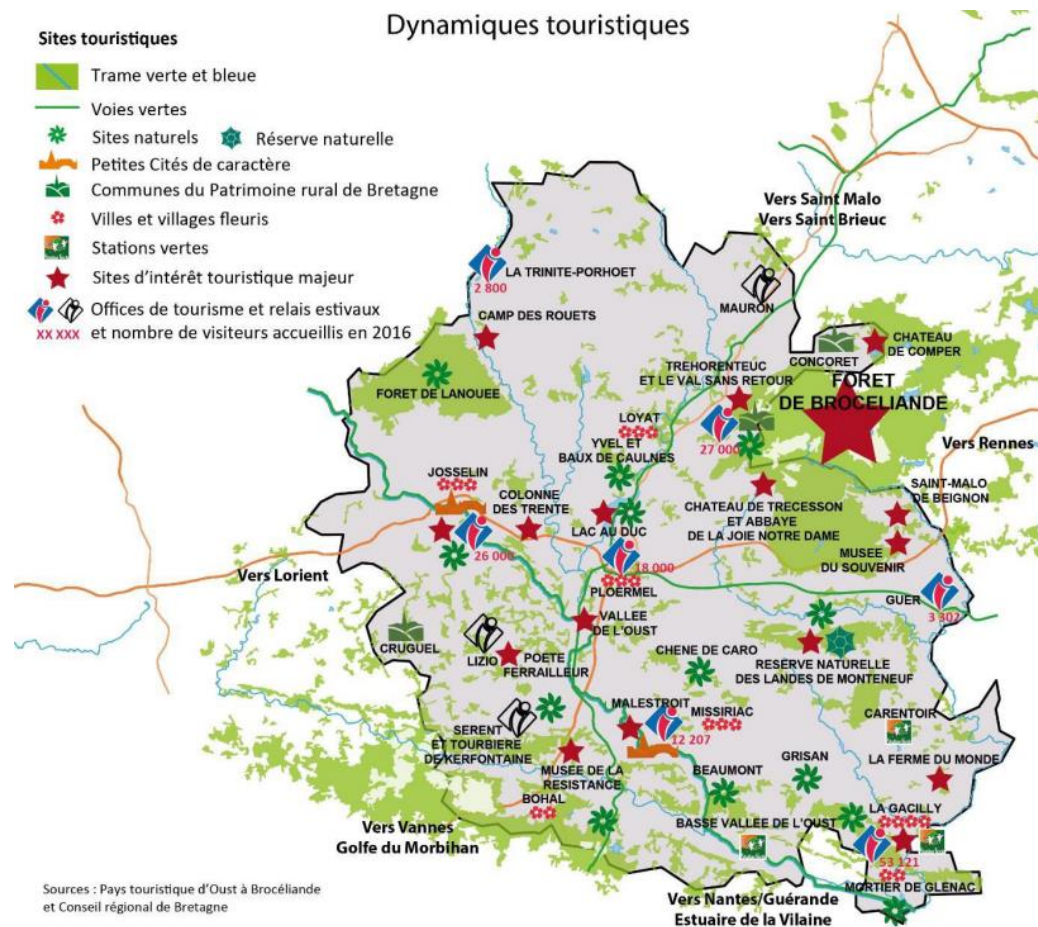 Dynamiques touristiques
Sites touristiques
Trame verte et bleue
Voies vertes
Sites naturels
Réserve naturelle
Petites Cités de caractère
Communes du Patrimoine rural de Bretagne
Villes et villages fleuris
Stations vertes
Sites d'intérêt touristique majeur
Offices de tourisme et relais estivaux
XX XXX et nombre de visiteurs accueillis en 2016
Vers Saint Malo
Vers Saint Brieuc
LA TRINITE-PORHOET
2 800
CAMP DES ROUETS
MAURON
CONCORET
CHATEAU
DE COMPER
TREHORENTEUC
ET LE VAL SANS RETOUR
27 000
FORET
DE BROCELIANDE
FORET DE LANOUEE
LOYAT
YVEL ET
BAUX DE CAULNES
Vers Rennes
JOSSELIN
26 000
COLONNE
DES TRENTE
LAC AU DUC
CHATEAU DE TRECESSON
ET ABBAYE
DE LA JOIE NOTRE DAME
SAINT-MALO
DE BEIGNON
MUSEE
DU SOUVENIR
18 000
PLOERMEL
Vers Lorient
GUER
3 302
VALLEE
DE L'OUST
CRUGUEL
LIZIO
POETE
FERRAILLEUR
CHENE DE CARO
RESERVE NATURELLE
DES LANDES DE MONTENEUF
MALESTROIT
12 207
MISSIRIAC
CARENTOIR
SERENT
ET TOURBIERE
DE KERFONTAINE
MUSEE DE LA
RESISTANCE
BEAUMONT
GRISAN
LA FERME DU MONDE
BOHAL
BASSE VALLEE DE L'OUST
LA GACILLY
53 121
MORTIER DE GLENAC
Vers Vannes
Golfe du Morbihan
Vers Nantes/Guérande
Estuaire de la Vilaine
Sources : Pays touristique d'Oust à Brocéliande
et Conseil régional de Bretagne